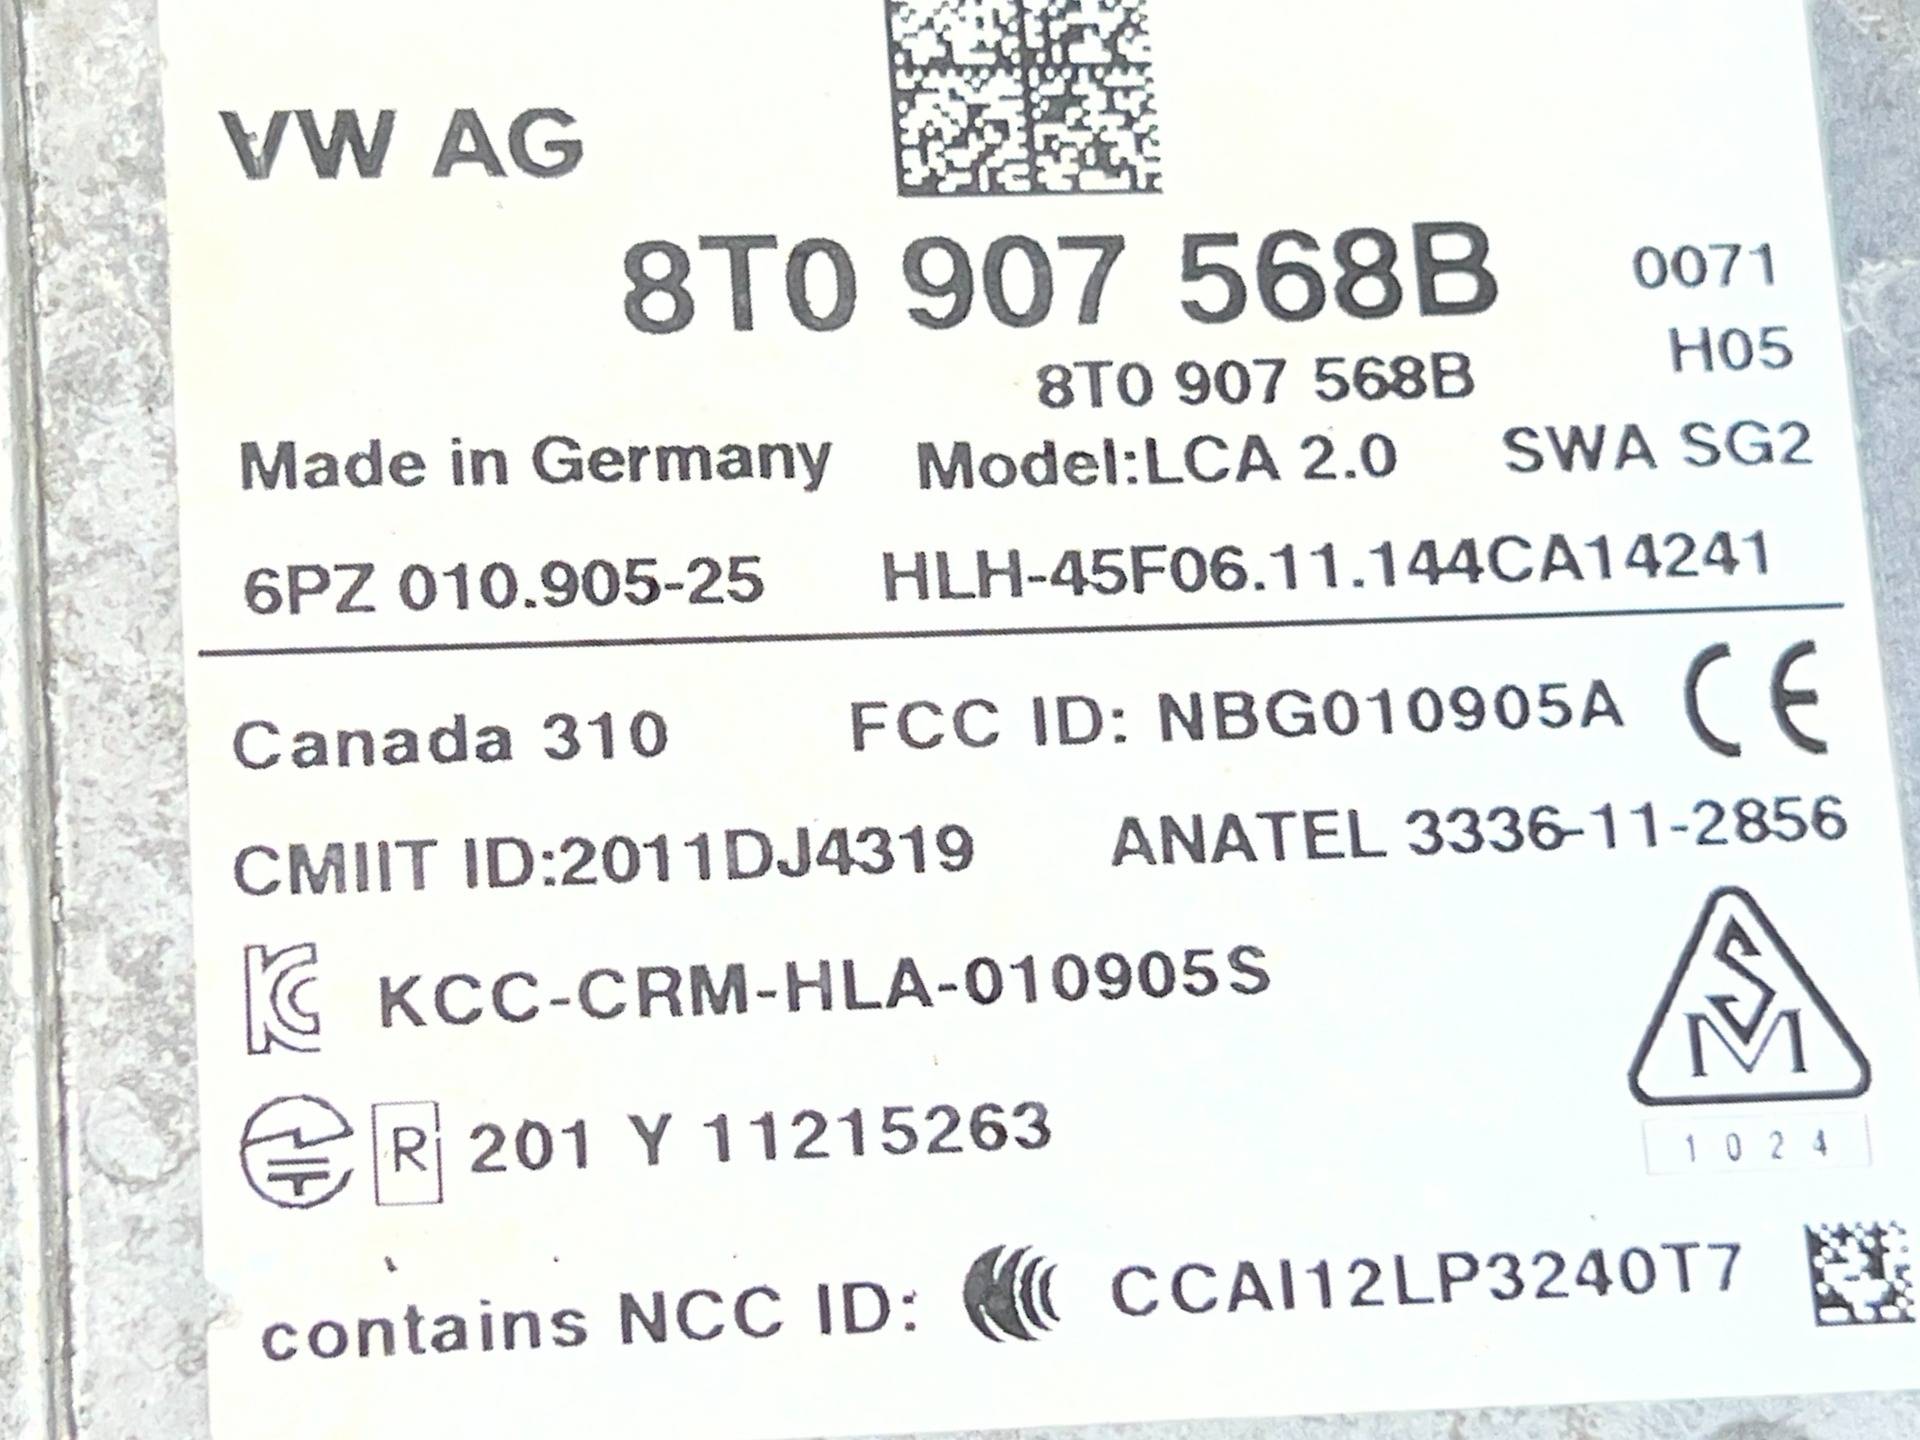 VW AG
8T0 907 568B 0071
H05
8T0 907 568B
Made in Germany Model:LCA 2.0 SWA SG2
6PZ 010.905-25 HLH-45F06.11.144CA14241
Canada 310 FCC ID: NBG010905A CE
CMIIT ID:2011DJ4319 ANATEL 3336-11-2856
KC KCC-CRM-HLA-010905S
SM
R 201 Y 11215263
1024
contains NCC ID: CCAI12LP3240T7